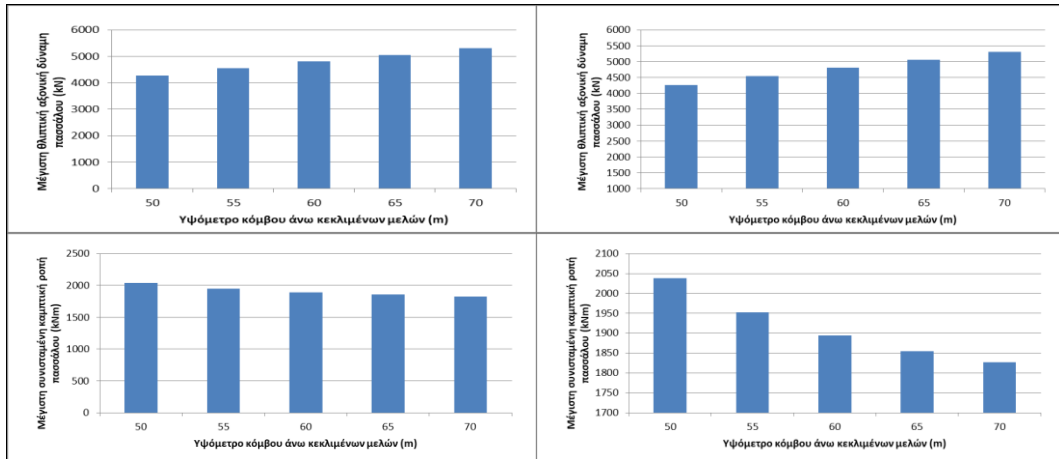 Μέγιστη θλιπτική αξονική δύναμη
πασσάλου (kN)
6000
5000
4000
3000
2000
1000
0
50 55 60 65 70
Υψόμετρο κόμβου άνω κεκλιμένων μελών (m)
Μέγιστη θλιπτική αξονική δύναμη
πασσάλου (kN)
6000
5500
5000
4500
4000
3500
3000
2500
2000
1500
1000
50 55 60 65 70
Υψόμετρο κόμβου άνω κεκλιμένων μελών (m)
Μέγιστη συνισταμένη καμπτική ροπή
πασσάλου (kNm)
2500
2000
1500
1000
500
0
50 55 60 65 70
Υψόμετρο κόμβου άνω κεκλιμένων μελών (m)
Μέγιστη συνισταμένη καμπτική ροπή
πασσάλου (kNm)
2100
2050
2000
1950
1900
1850
1800
1750
1700
50 55 60 65 70
Υψόμετρο κόμβου άνω κεκλιμένων μελών (m)